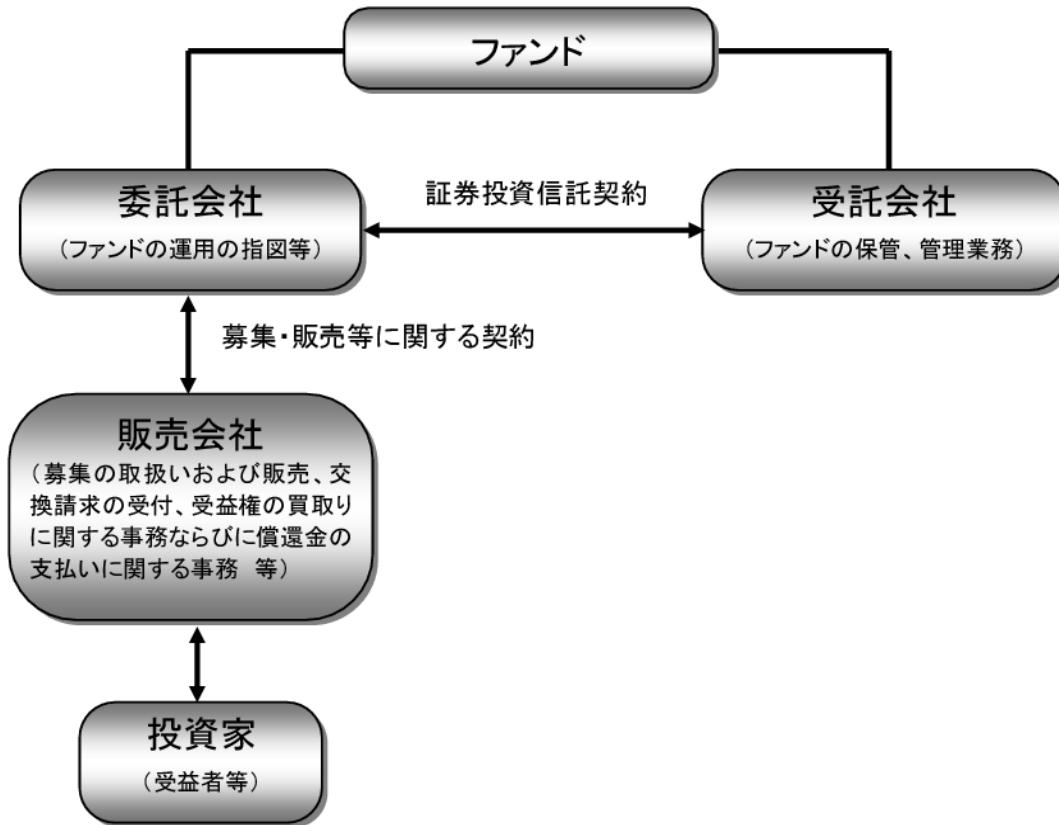 ファンド
委託会社
(ファンドの運用の指図等)
証券投資信託契約
受託会社
(ファンドの保管、管理業務)
募集・販売等に関する契約
販売会社
(募集の取扱いおよび販売、交
換請求の受付、受益権の買取り
に関する事務ならびに償還金の
支払いに関する事務 等)
投資家
(受益者等)